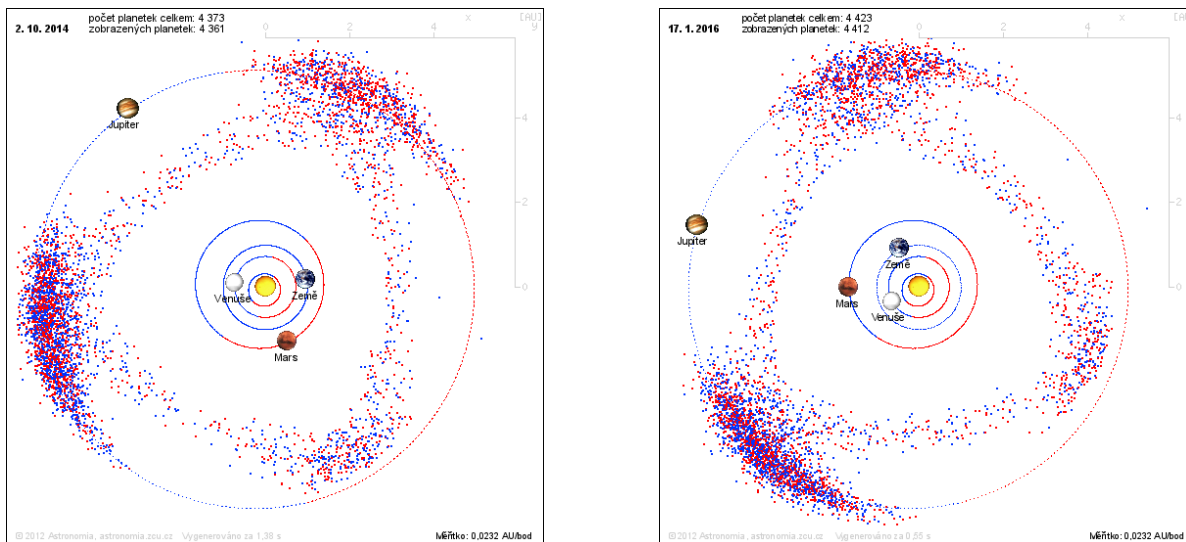 2. 10. 2014
počet planetek celkem: 4 373
zobrazených planetek: 4 361
[AU]
x
y
0
2
4
4
2
0
Jupiter
Venuše
Země
Mars
© 2012 Astronomia, astronomia.zcu.cz Vygenerováno za 1,38 s
Měřítko: 0,0232 AU/bod
17. 1. 2016
počet planetek celkem: 4 423
zobrazených planetek: 4 412
[AU]
x
y
0
2
4
4
2
0
Jupiter
Země
Mars
Venuše
© 2012 Astronomia, astronomia.zcu.cz Vygenerováno za 0,55 s
Měřítko: 0,0232 AU/bod